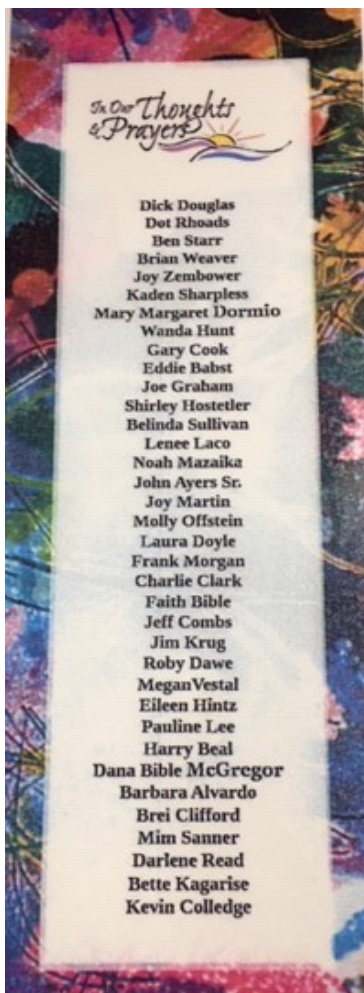 In Our Thoughts
& Prayers
Dick Douglas
Dot Rhoads
Ben Starr
Brian Weaver
Joy Zembower
Kaden Sharpless
Mary Margaret Dormio
Wanda Hunt
Gary Cook
Eddie Babst
Joe Graham
Shirley Hostetler
Belinda Sullivan
Lenee Laco
Noah Mazaika
John Ayers Sr.
Joy Martin
Molly Offstein
Laura Doyle
Frank Morgan
Charlie Clark
Faith Bible
Jeff Combs
Jim Krug
Roby Dawe
MeganVestal
Eileen Hintz
Pauline Lee
Harry Beal
Dana Bible McGregor
Barbara Alvardo
Brei Clifford
Mim Sanner
Darlene Read
Bette Kagarise
Kevin Colledge